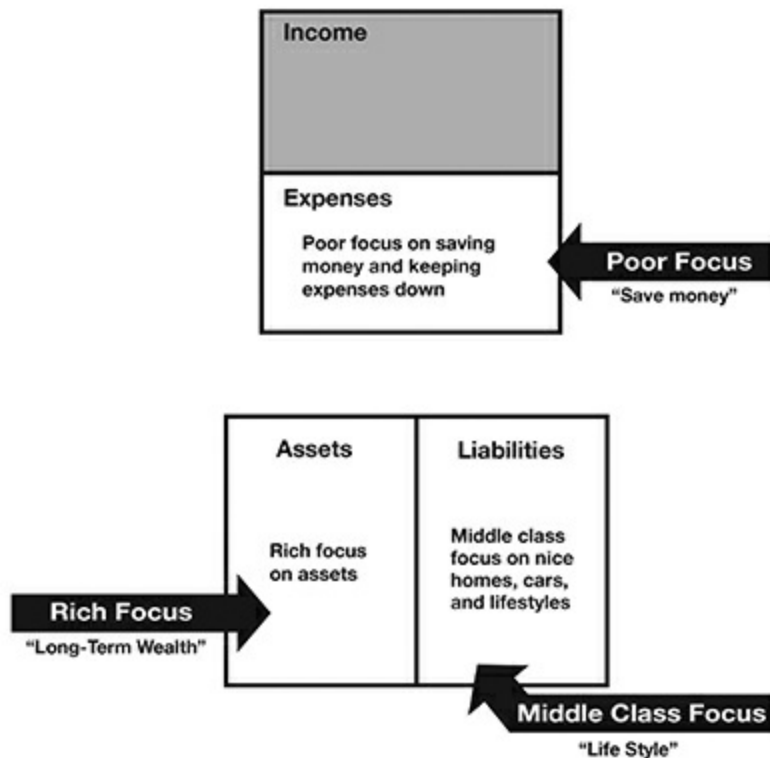 Income
Expenses
Poor focus on saving
money and keeping
expenses down
Poor Focus
“Save money”
Assets
Rich focus
on assets
Liabilities
Middle class
focus on nice
homes, cars,
and lifestyles
Rich Focus
“Long-Term Wealth”
Middle Class Focus
“Life Style”